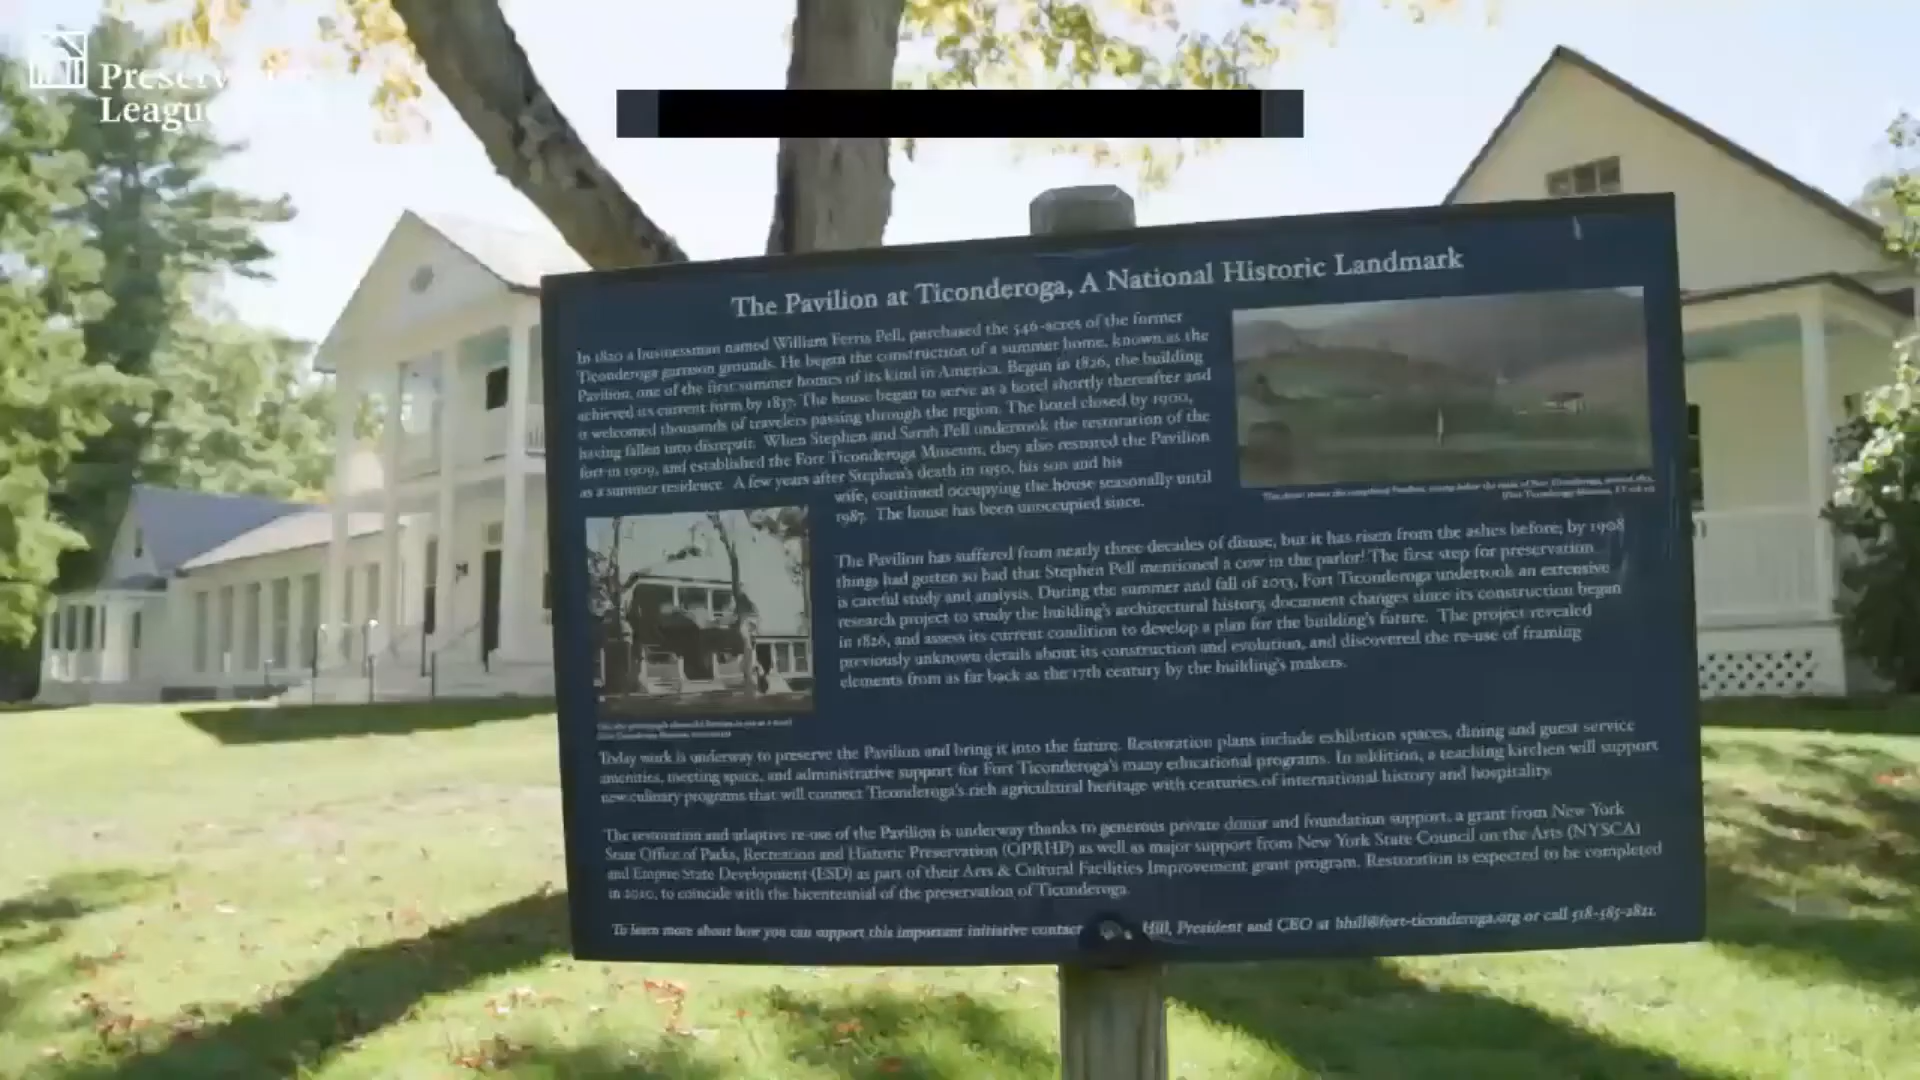 Preserv
League
The Pavilion at Ticonderoga, A National Historic Landmark
In 1820 a businessman named William Ferris Pell, purchased the 546-acres of the former
Ticonderoga garrison grounds. He began the construction of a summer home, known as the
Pavilion, one of the first summer homes of its kind in America. Begun in 1826, the building
achieved its current form by 1837. The house began to serve as a hotel shortly thereafter and
it welcomed thousands of travelers passing through the region. The hotel closed by 1900,
having fallen into disrepair. When Stephen and Sarah Pell undertook the restoration of the
fort in 1909, and established the Fort Ticonderoga Museum, they also restored the Pavilion
as a summer residence. A few years after Stephen's death in 1950, his son and his
wife, continued occupying the house seasonally until
1987. The house has been unoccupied since.
The Pavilion has suffered from nearly three decades of disuse, but it has risen from the ashes before; by 1908
things had gotten so bad that Stephen Pell mentioned a cow in the parlor! The first step for preservation
is careful study and analysis. During the summer and fall of 2013, Fort Ticonderoga undertook an extensive
research project to study the building's architectural history, document changes since its construction began
in 1826, and assess its current condition to develop a plan for the building's future. The project revealed
previously unknown details about its construction and evolution, and discovered the re-use of framing
elements from as far back as the 17th century by the building's makers.
Today work is underway to preserve the Pavilion and bring it into the future. Restoration plans include exhibition spaces, dining and guest service
amenities, meeting space, and administrative support for Fort Ticonderoga's many educational programs. In addition, a teaching kitchen will support
new culinary programs that will connect Ticonderoga's rich agricultural heritage with centuries of international history and hospitality.
The restoration and adaptive re-use of the Pavilion is underway thanks to generous private donor and foundation support, a grant from New York
State Office of Parks, Recreation and Historic Preservation (OPRHP) as well as major support from New York State Council on the Arts (NYSCA)
and Empire State Development (ESD) as part of their Arts & Cultural Facilities Improvement grant program. Restoration is expected to be completed
in 2020, to coincide with the bicentennial of the preservation of Ticonderoga.
To learn more about how you can support this important initiative contact Hill, President and CEO at bhill@fort-ticonderoga.org or call 518-585-2821.